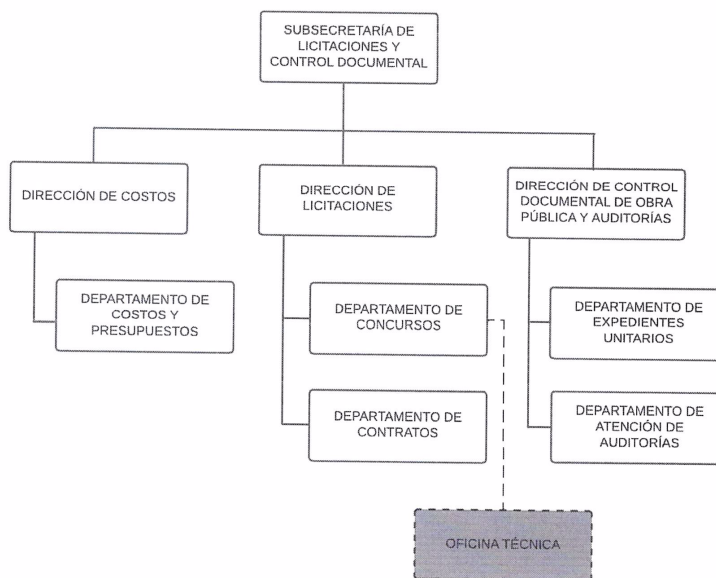 SUBSECRETARÍA DE
LICITACIONES Y
CONTROL DOCUMENTAL
DIRECCIÓN DE COSTOS
DIRECCIÓN DE
LICITACIONES
DIRECCIÓN DE CONTROL
DOCUMENTAL DE OBRA
PÚBLICA Y AUDITORÍAS
DEPARTAMENTO DE
COSTOS Y
PRESUPUESTOS
DEPARTAMENTO DE
CONCURSOS
DEPARTAMENTO DE
EXPEDIENTES
UNITARIOS
DEPARTAMENTO DE
CONTRATOS
DEPARTAMENTO DE
ATENCIÓN DE
AUDITORÍAS
OFICINA TÉCNICA